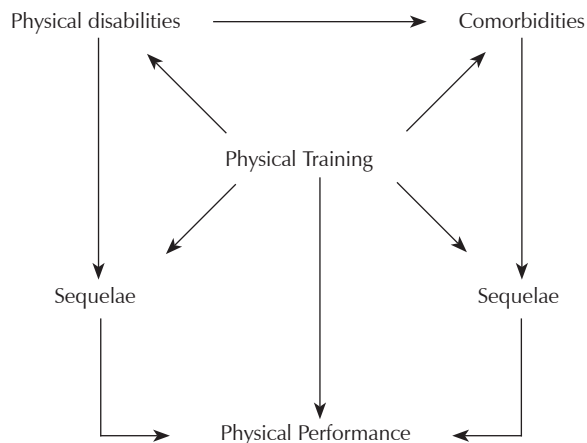 Physical disabilities
Comorbidities
Physical Training
Sequelae
Sequelae
Physical Performance